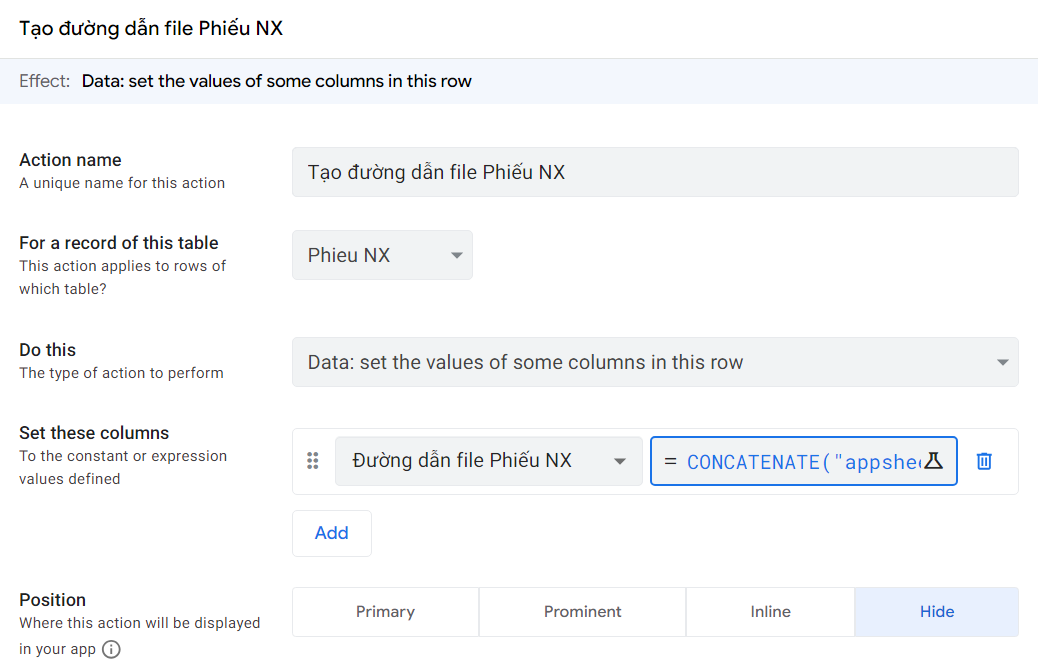 Tạo đường dẫn file Phiếu NX
Effect: Data: set the values of some columns in this row
Action name
A unique name for this action
Tạo đường dẫn file Phiếu NX
For a record of this table
This action applies to rows of
which table?
Phieu NX
Do this
The type of action to perform
Data: set the values of some columns in this row
Set these columns
To the constant or expression
values defined
Đường dẫn file Phiếu NX
= CONCATENATE("appshe
Add
Position
Where this action will be displayed
in your app
Primary
Prominent
Inline
Hide